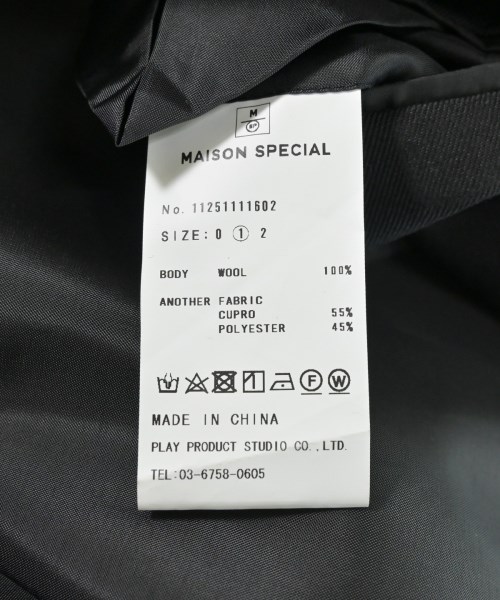 M
SP
MAISON SPECIAL
No. 11251111602
SIZE: 0 1 2
BODY WOOL 100%
ANOTHER FABRIC
CUPRO 55%
POLYESTER 45%
F W
MADE IN CHINA
PLAY PRODUCT STUDIO CO.,LTD.
TEL:03-6758-0605